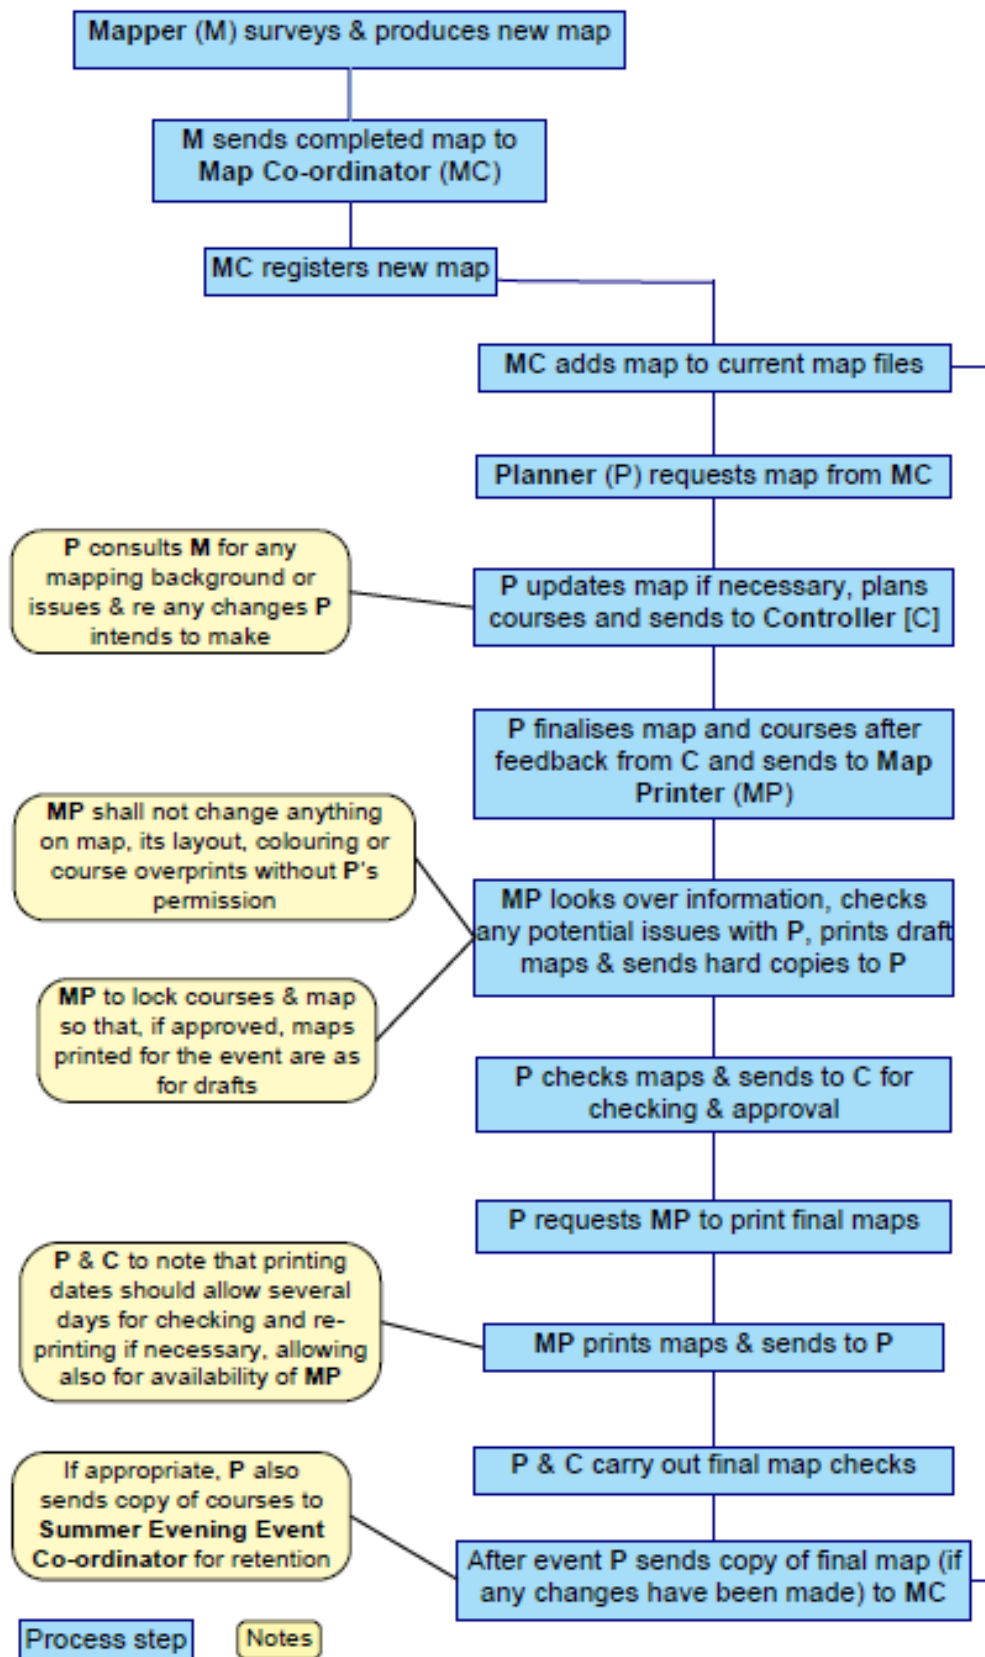 Mapper (M) surveys & produces new map
M sends completed map to
Map Co-ordinator (MC)
MC registers new map
MC adds map to current map files
Planner (P) requests map from MC
P consults M for any
mapping background or
issues & re any changes P
intends to make
P updates map if necessary, plans
courses and sends to Controller [C]
P finalises map and courses after
feedback from C and sends to Map
Printer (MP)
MP shall not change anything
on map, its layout, colouring or
course overprints without P's
permission
MP looks over information, checks
any potential issues with P, prints draft
maps & sends hard copies to P
MP to lock courses & map
so that, if approved, maps
printed for the event are as
for drafts
P checks maps & sends to C for
checking & approval
P requests MP to print final maps
P & C to note that printing
dates should allow several
days for checking and re-
printing if necessary, allowing
also for availability of MP
MP prints maps & sends to P
P & C carry out final map checks
If appropriate, P also
sends copy of courses to
Summer Evening Event
Co-ordinator for retention
After event P sends copy of final map (if
any changes have been made) to MC
Process step
Notes